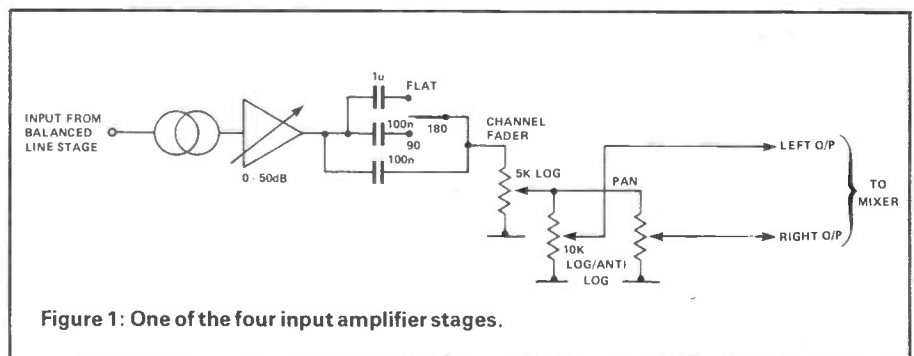 INPUT FROM
BALANCED
LINE STAGE
0 - 50dB
1u
FLAT
100n
180
90
100n
CHANNEL
FADER
5K LOG
PAN
10K
LOG/ANTI
LOG
LEFT O/P
RIGHT O/P
TO
MIXER
Figure 1: One of the four input amplifier stages.